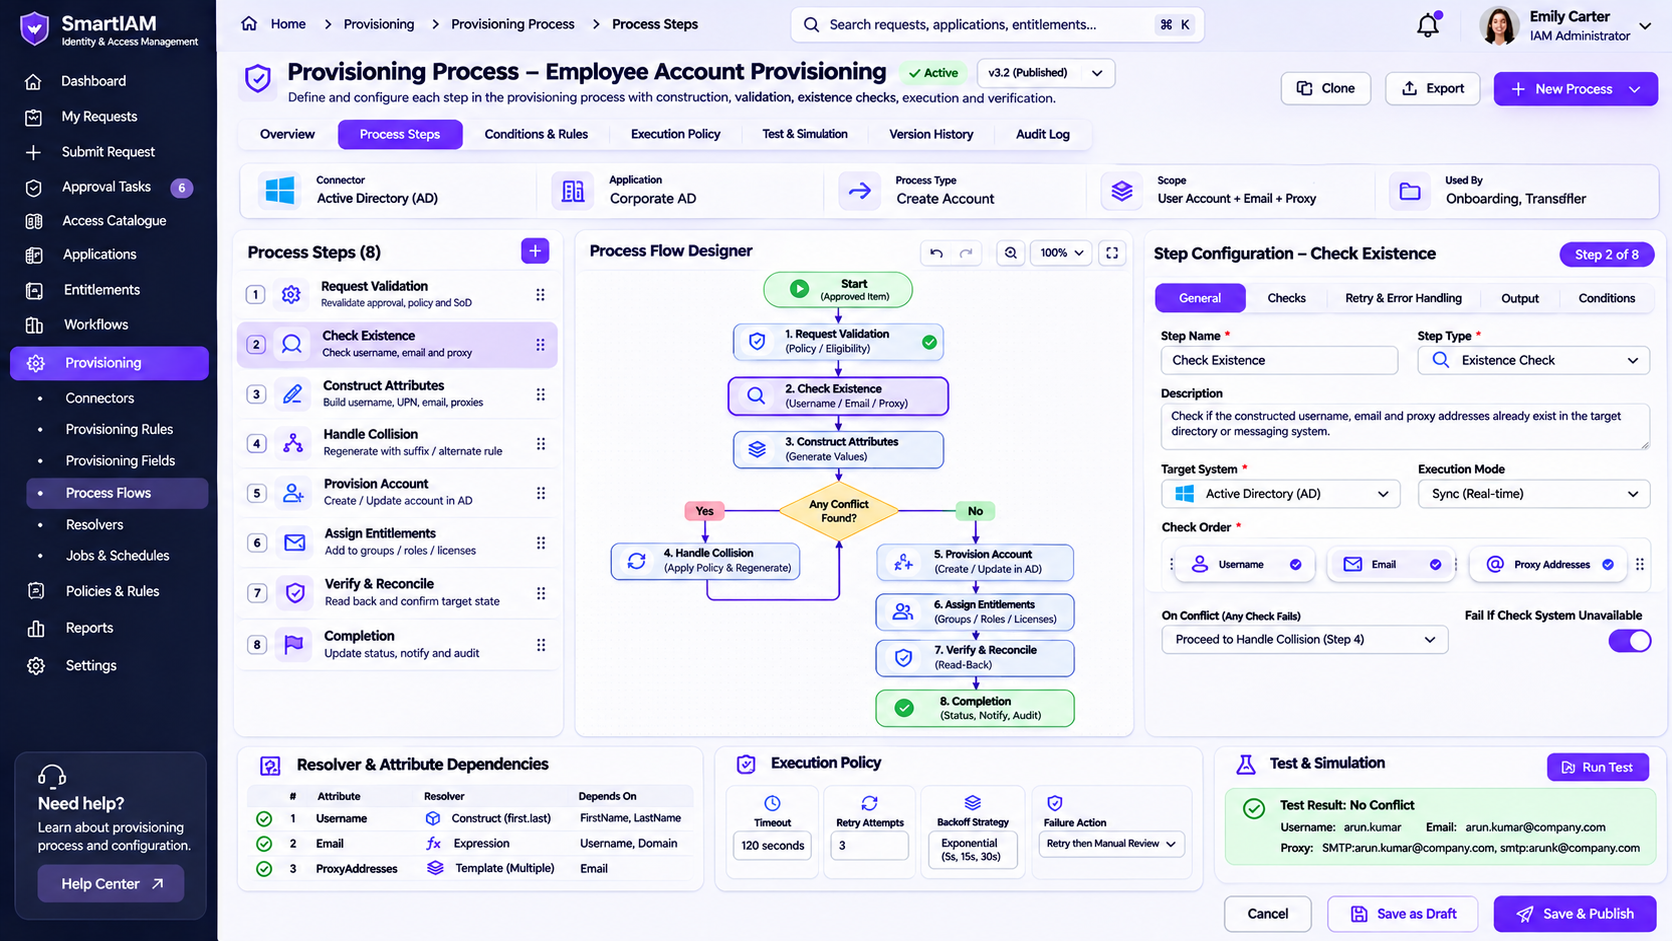 SmartIAM
Identity & Access Management
Dashboard
My Requests
Submit Request
Approval Tasks 6
Access Catalogue
Applications
Entitlements
Workflows
Provisioning
Connectors
Provisioning Rules
Provisioning Fields
Process Flows
Resolvers
Jobs & Schedules
Policies & Rules
Reports
Settings
Need help?
Learn about provisioning
process and configuration.
Help Center
Home > Provisioning > Provisioning Process > Process Steps
Search requests, applications, entitlements... ⌘ K
Emily Carter
IAM Administrator
Provisioning Process – Employee Account Provisioning
Active
v3.2 (Published)
Define and configure each step in the provisioning process with construction, validation, existence checks, execution and verification.
Clone
Export
New Process
Overview
Process Steps
Conditions & Rules
Execution Policy
Test & Simulation
Version History
Audit Log
Connector
Active Directory (AD)
Application
Corporate AD
Process Type
Create Account
Scope
User Account + Email + Proxy
Used By
Onboarding, Transdfler
Process Steps (8)
1 Request Validation
Revalidate approval, policy and SoD
2 Check Existence
Check username, email and proxy
3 Construct Attributes
Build username, UPN, email, proxies
4 Handle Collision
Regenerate with suffix / alternate rule
5 Provision Account
Create / Update account in AD
6 Assign Entitlements
Add to groups / roles / licenses
7 Verify & Reconcile
Read back and confirm target state
8 Completion
Update status, notify and audit
Process Flow Designer
100%
Start
(Approved Item)
1. Request Validation
(Policy / Eligibility)
2. Check Existence
(Username / Email / Proxy)
3. Construct Attributes
(Generate Values)
Any Conflict
Found?
Yes
No
4. Handle Collision
(Apply Policy & Regenerate)
5. Provision Account
(Create / Update in AD)
6. Assign Entitlements
(Groups / Roles / Licenses)
7. Verify & Reconcile
(Read-Back)
8. Completion
(Status, Notify, Audit)
Step Configuration – Check Existence
Step 2 of 8
General
Checks
Retry & Error Handling
Output
Conditions
Step Name *
Check Existence
Step Type *
Existence Check
Description
Check if the constructed username, email and proxy addresses already exist in the target
directory or messaging system.
Target System *
Active Directory (AD)
Execution Mode
Sync (Real-time)
Check Order *
Username
Email
Proxy Addresses
On Conflict (Any Check Fails)
Proceed to Handle Collision (Step 4)
Fail If Check System Unavailable
Resolver & Attribute Dependencies
# Attribute Resolver Depends On
1 Username Construct (first.last) FirstName, LastName
2 Email fx Expression Username, Domain
3 ProxyAddresses Template (Multiple) Email
Execution Policy
Timeout
120 seconds
Retry Attempts
3
Backoff Strategy
Exponential
(5s, 15s, 30s)
Failure Action
Retry then Manual Review
Test & Simulation
Run Test
Test Result: No Conflict
Username: arun.kumar Email: arun.kumar@company.com
Proxy: SMTP:arun.kumar@company.com, smtp:arunk@company.com
Cancel
Save as Draft
Save & Publish